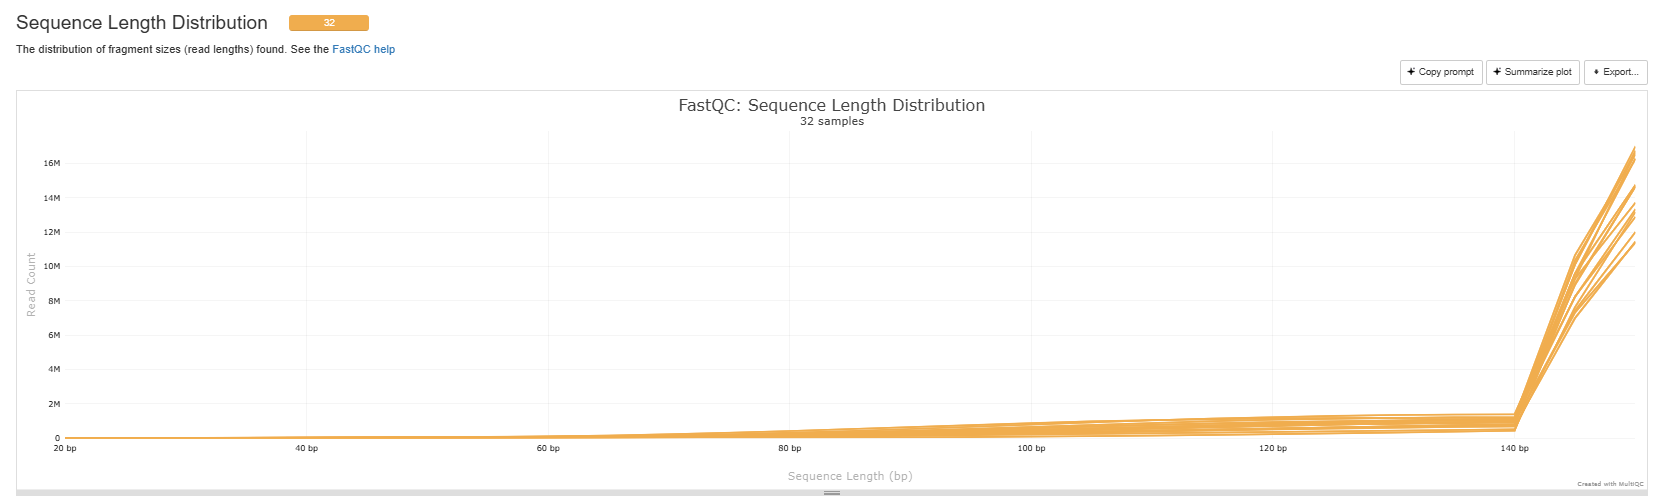 Sequence Length Distribution 32
The distribution of fragment sizes (read lengths) found. See the FastQC help
Copy prompt Summarize plot Export...
FastQC: Sequence Length Distribution
32 samples
16M
14M
12M
10M
8M
6M
4M
2M
0
Read Count
20 bp 40 bp 60 bp 80 bp 100 bp 120 bp 140 bp
Sequence Length (bp)
Created with MultiQC